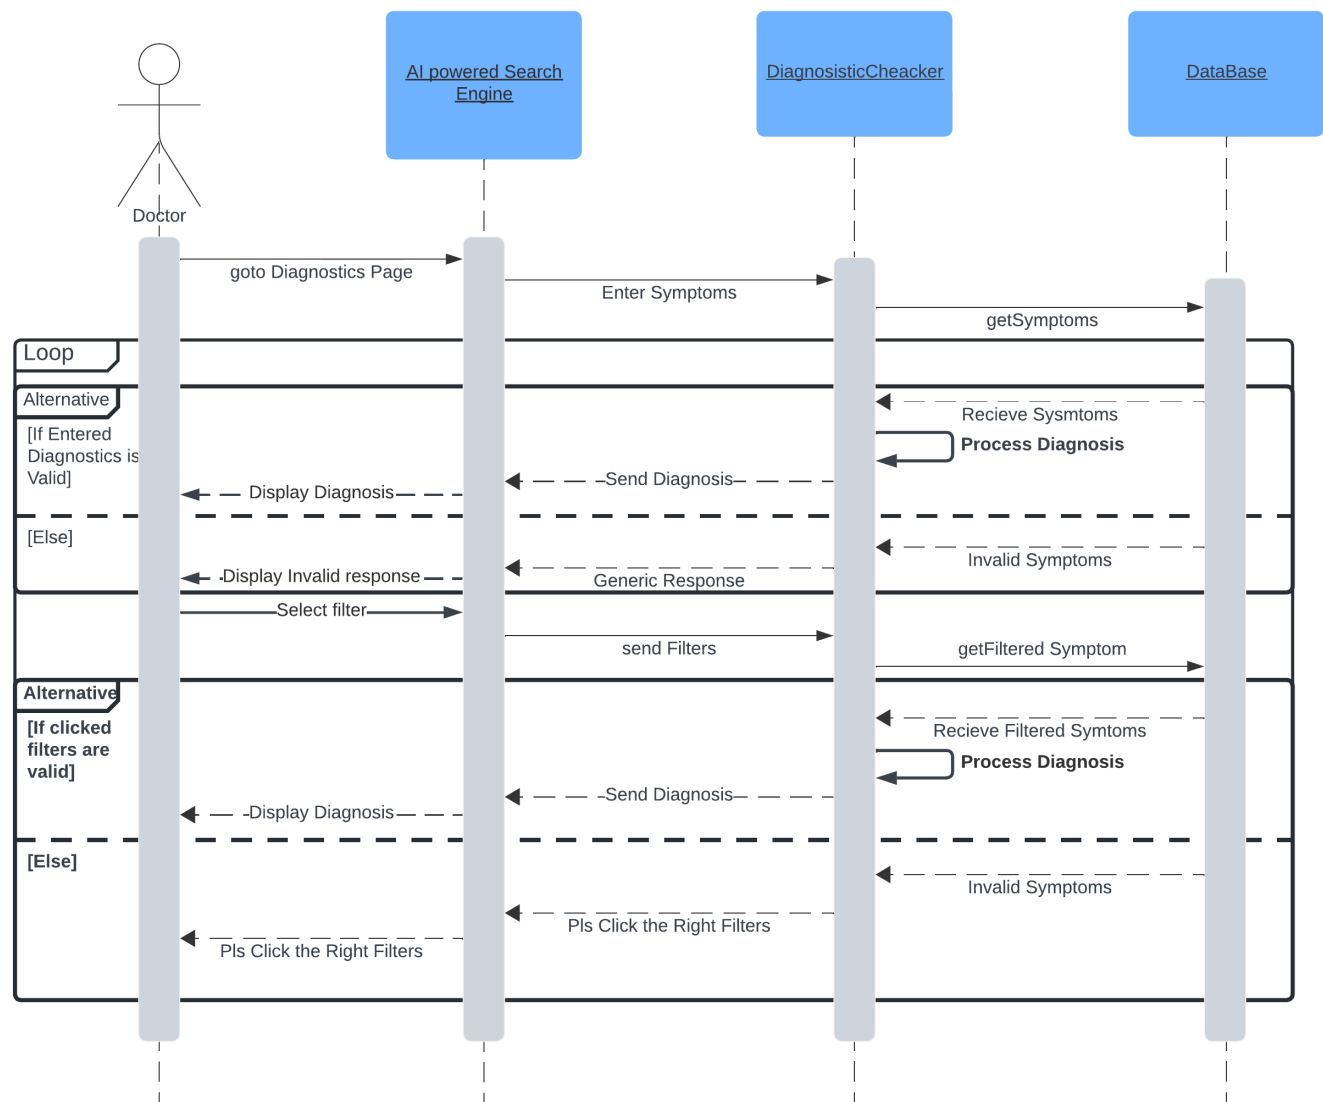 AI powered Search
Engine
DiagnosisticCheacker
DataBase
Doctor
goto Diagnostics Page
Enter Symptoms
getSymptoms
Loop
Alternative
[If Entered
Diagnostics is
Valid]
Recieve Sysmtoms
Process Diagnosis
Send Diagnosis
Display Diagnosis
[Else]
Invalid Symptoms
Generic Response
Display Invalid response
Select filter
send Filters
getFiltered Symptom
Alternative
[If clicked
filters are
valid]
Recieve Filtered Symtoms
Process Diagnosis
Send Diagnosis
Display Diagnosis
[Else]
Invalid Symptoms
Pls Click the Right Filters
Pls Click the Right Filters